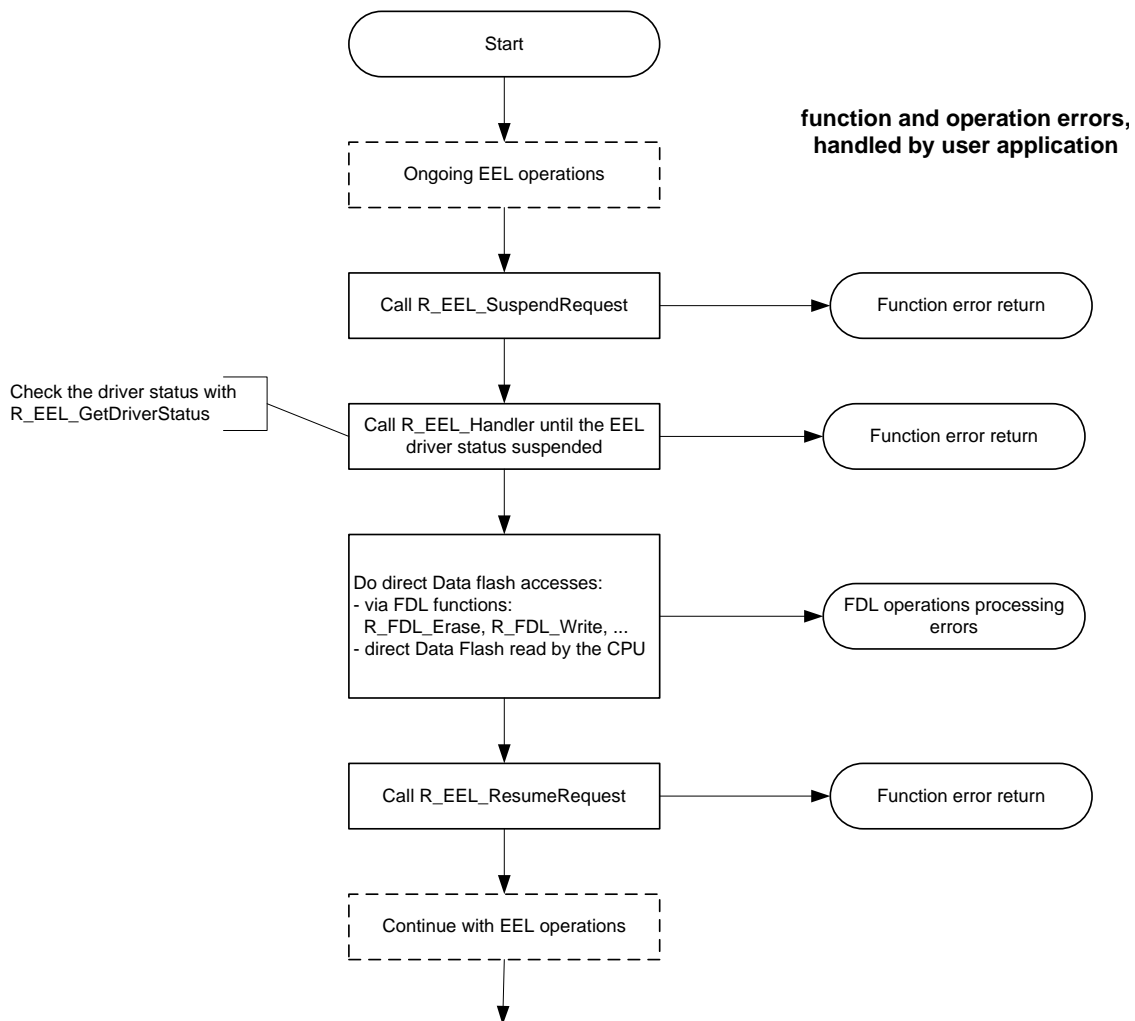 Start
function and operation errors,
handled by user application
Ongoing EEL operations
Call R_EEL_SuspendRequest
Function error return
Check the driver status with
R_EEL_GetDriverStatus
Call R_EEL_Handler until the EEL
driver status suspended
Function error return
Do direct Data flash accesses:
- via FDL functions:
R_FDL_Erase, R_FDL_Write, ...
- direct Data Flash read by the CPU
FDL operations processing
errors
Call R_EEL_ResumeRequest
Function error return
Continue with EEL operations